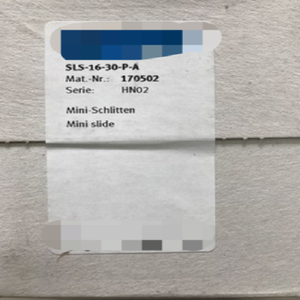 SLS-16-30-P-A
Mat.-Nr.: 170502
Serie: HN02
Mini-Schlitten
Mini slide